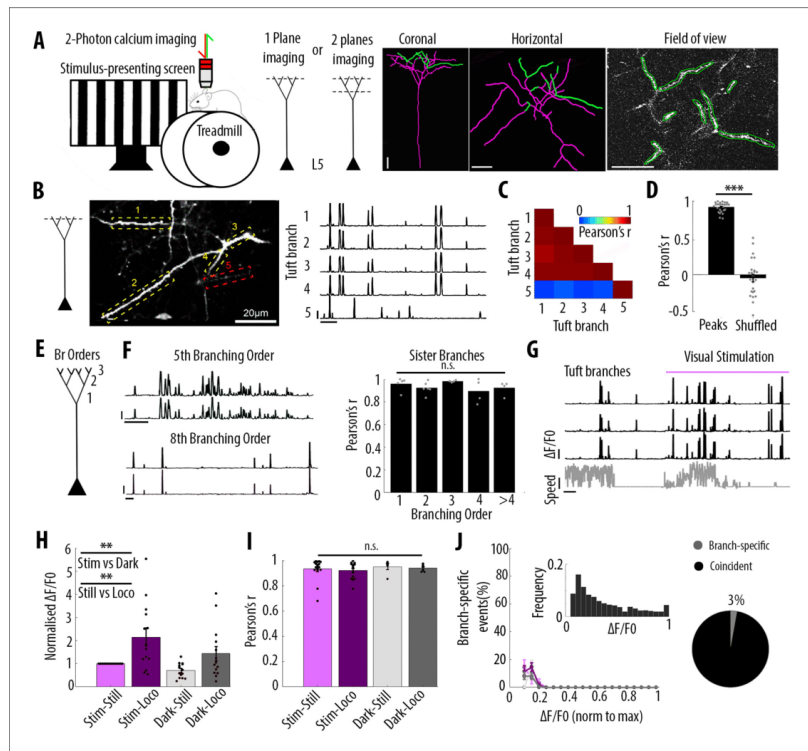 A
2-Photon calcium imaging
Stimulus-presenting screen
Treadmill
1 Plane
imaging
or
2 planes
imaging
L5
Coronal
Horizontal
Field of view
B
1
2
3
4
5
20µm
Tuft branch
1
2
3
4
5
C
0
1
Pearson's r
Tuft branch
1
2
3
4
5
1 2 3 4 5
Tuft branch
D
***
Pearson's r
1
0.5
0
-0.5
Peaks Shuffled
E
Br Orders
3
2
1
F
5th Branching Order
8th Branching Order
Sister Branches
n.s.
Pearson's r
1
0.8
0.6
0.4
0.2
0
1 2 3 4 >4
Branching Order
G
Visual Stimulation
Tuft branches
ΔF/F0
Speed
H
Normalised ΔF/F0
6
5
4
3
2
1
0
**
Stim vs Dark
**
Still vs Loco
Stim-Still
Stim-Loco
Dark-Still
Dark-Loco
I
n.s.
Pearson's r
1
0.8
0.6
0.4
0.2
0
Stim-Still
Stim-Loco
Dark-Still
Dark-Loco
J
Branch-specific
events(%)
100
80
60
40
20
0
0 0.2 0.4 0.6 0.8 1
ΔF/F0 (norm to max)
Frequency
0.2
0
0 1
ΔF/F0
Branch-specific
Coincident
3%